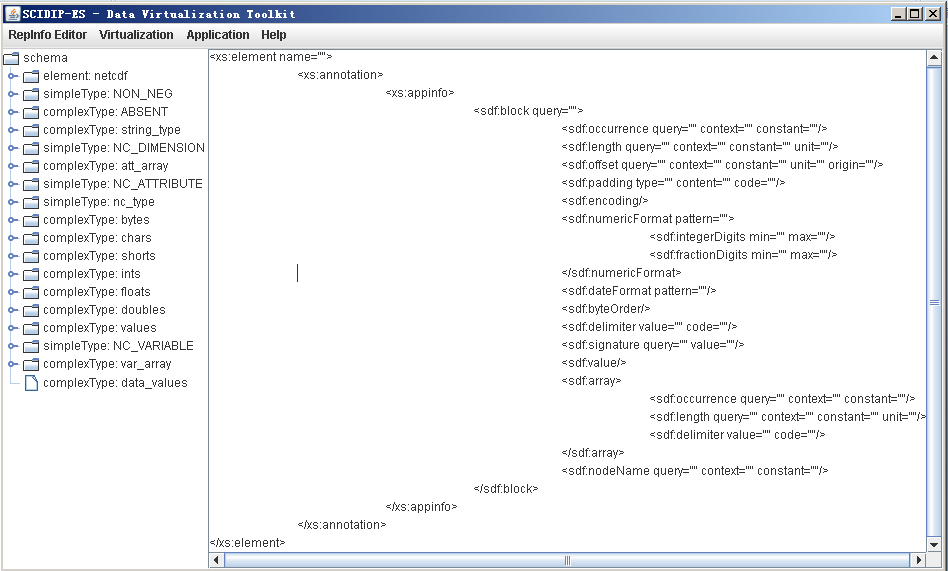 SCIDIP-ES - Data Virtualization Toolkit
RepInfo Editor Virtualization Application Help
schema
element: netcdf
simpleType: NON_NEG
complexType: ABSENT
complexType: string_type
simpleType: NC_DIMENSION
complexType: att_array
simpleType: NC_ATTRIBUTE
simpleType: nc_type
complexType: bytes
complexType: chars
complexType: shorts
complexType: ints
complexType: floats
complexType: doubles
complexType: values
simpleType: NC_VARIABLE
complexType: var_array
complexType: data_values
<xs:element name="">
<xs:annotation>
<xs:appinfo>
<sdf:block query="">
<sdf:occurrence query="" context="" constant=""/>
<sdf:length query="" context="" constant="" unit=""/>
<sdf:offset query="" context="" constant="" unit="" origin=""/>
<sdf:padding type="" content="" code=""/>
<sdf:encoding/>
<sdf:numericFormat pattern="">
<sdf:integerDigits min="" max=""/>
<sdf:fractionDigits min="" max=""/>
</sdf:numericFormat>
<sdf:dateFormat pattern=""/>
<sdf:byteOrder/>
<sdf:delimiter value="" code=""/>
<sdf:signature query="" value=""/>
<sdf:value/>
<sdf:array>
<sdf:occurrence query="" context="" constant=""/>
<sdf:length query="" context="" constant="" unit=""/>
<sdf:delimiter value="" code=""/>
</sdf:array>
<sdf:nodeName query="" context="" constant=""/>
</sdf:block>
</xs:appinfo>
</xs:annotation>
</xs:element>